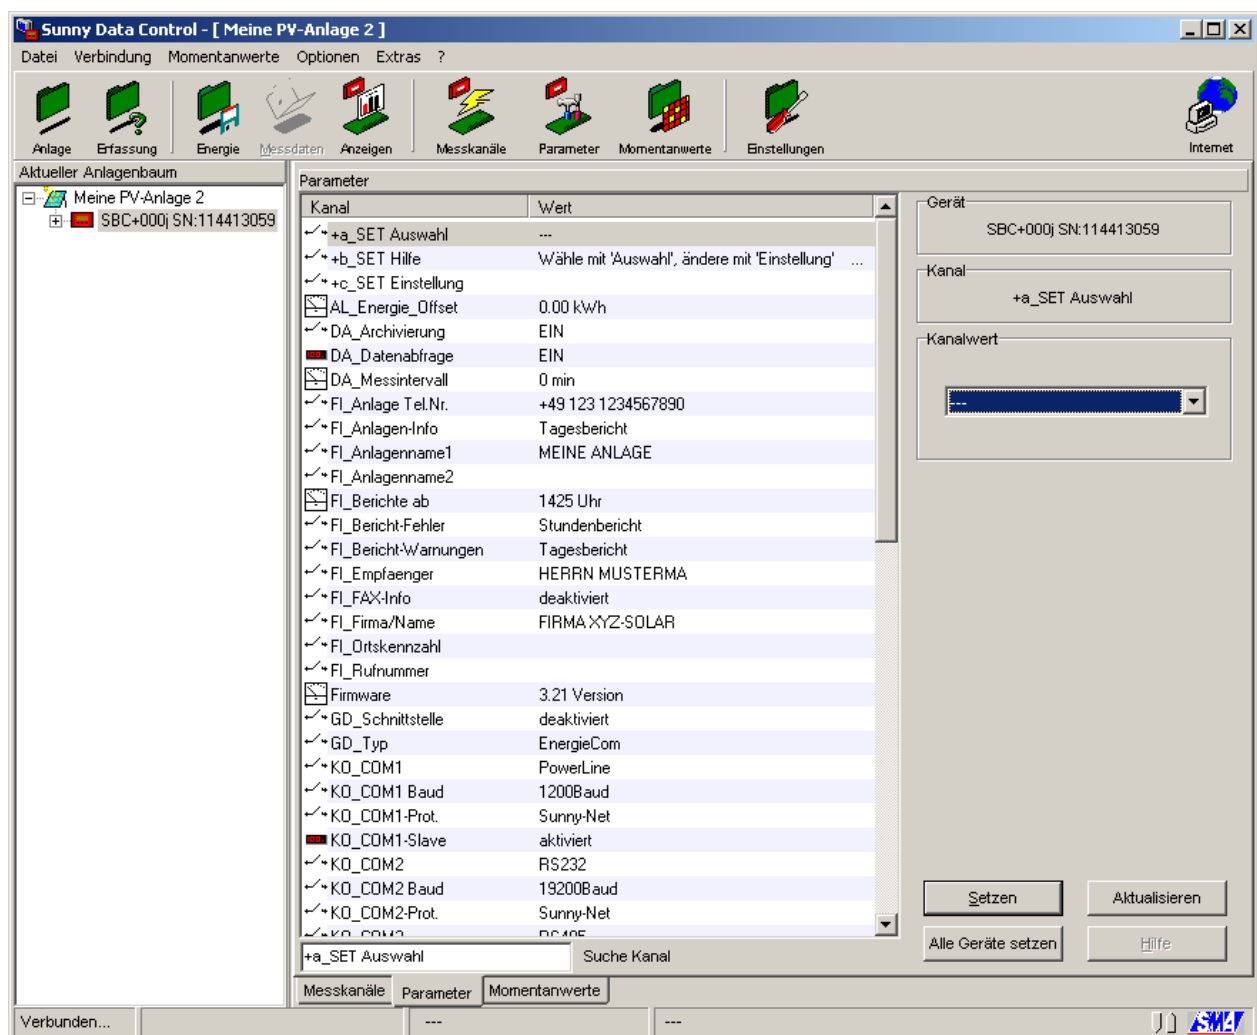 Sunny Data Control - [ Meine PV-Anlage 2 ]
Datei Verbindung Momentanwerte Optionen Extras ?
Anlage Erfassung Energie Messdaten Anzeigen Messkanäle Parameter Momentanwerte Einstellungen Internet
Aktueller Anlagenbaum
Meine PV-Anlage 2
SBC+000j SN:114413059
Parameter
Kanal Wert
+a_SET Auswahl ---
+b_SET Hilfe Wähle mit 'Auswahl', ändere mit 'Einstellung' ...
+c_SET Einstellung
AL_Energie_Offset 0.00 kWh
DA_Archivierung EIN
DA_Datenabfrage EIN
DA_Messintervall 0 min
FI_Anlage Tel.Nr. +49 123 1234567890
FI_Anlagen-Info Tagesbericht
FI_Anlagenname1 MEINE ANLAGE
FI_Anlagenname2
FI_Berichte ab 1425 Uhr
FI_Bericht-Fehler Stundenbericht
FI_Bericht-Warnungen Tagesbericht
FI_Empfaenger HERRN MUSTERMA
FI_FAX-Info deaktiviert
FI_Firma/Name FIRMA XYZ-SOLAR
FI_Ortskennzahl
FI_Rufnummer
Firmware 3.21 Version
GD_Schnittstelle deaktiviert
GD_Typ EnergieCom
KO_COM1 PowerLine
KO_COM1 Baud 1200Baud
KO_COM1-Prot. Sunny-Net
KO_COM1-Slave aktiviert
KO_COM2 RS232
KO_COM2 Baud 19200Baud
KO_COM2-Prot. Sunny-Net
KO_COM3 RS485
+a_SET Auswahl Suche Kanal
Gerät
SBC+000j SN:114413059
Kanal
+a_SET Auswahl
Kanalwert
---
Setzen Aktualisieren
Alle Geräte setzen Hilfe
Messkanäle Parameter Momentanwerte
Verbunden... --- --- SMA